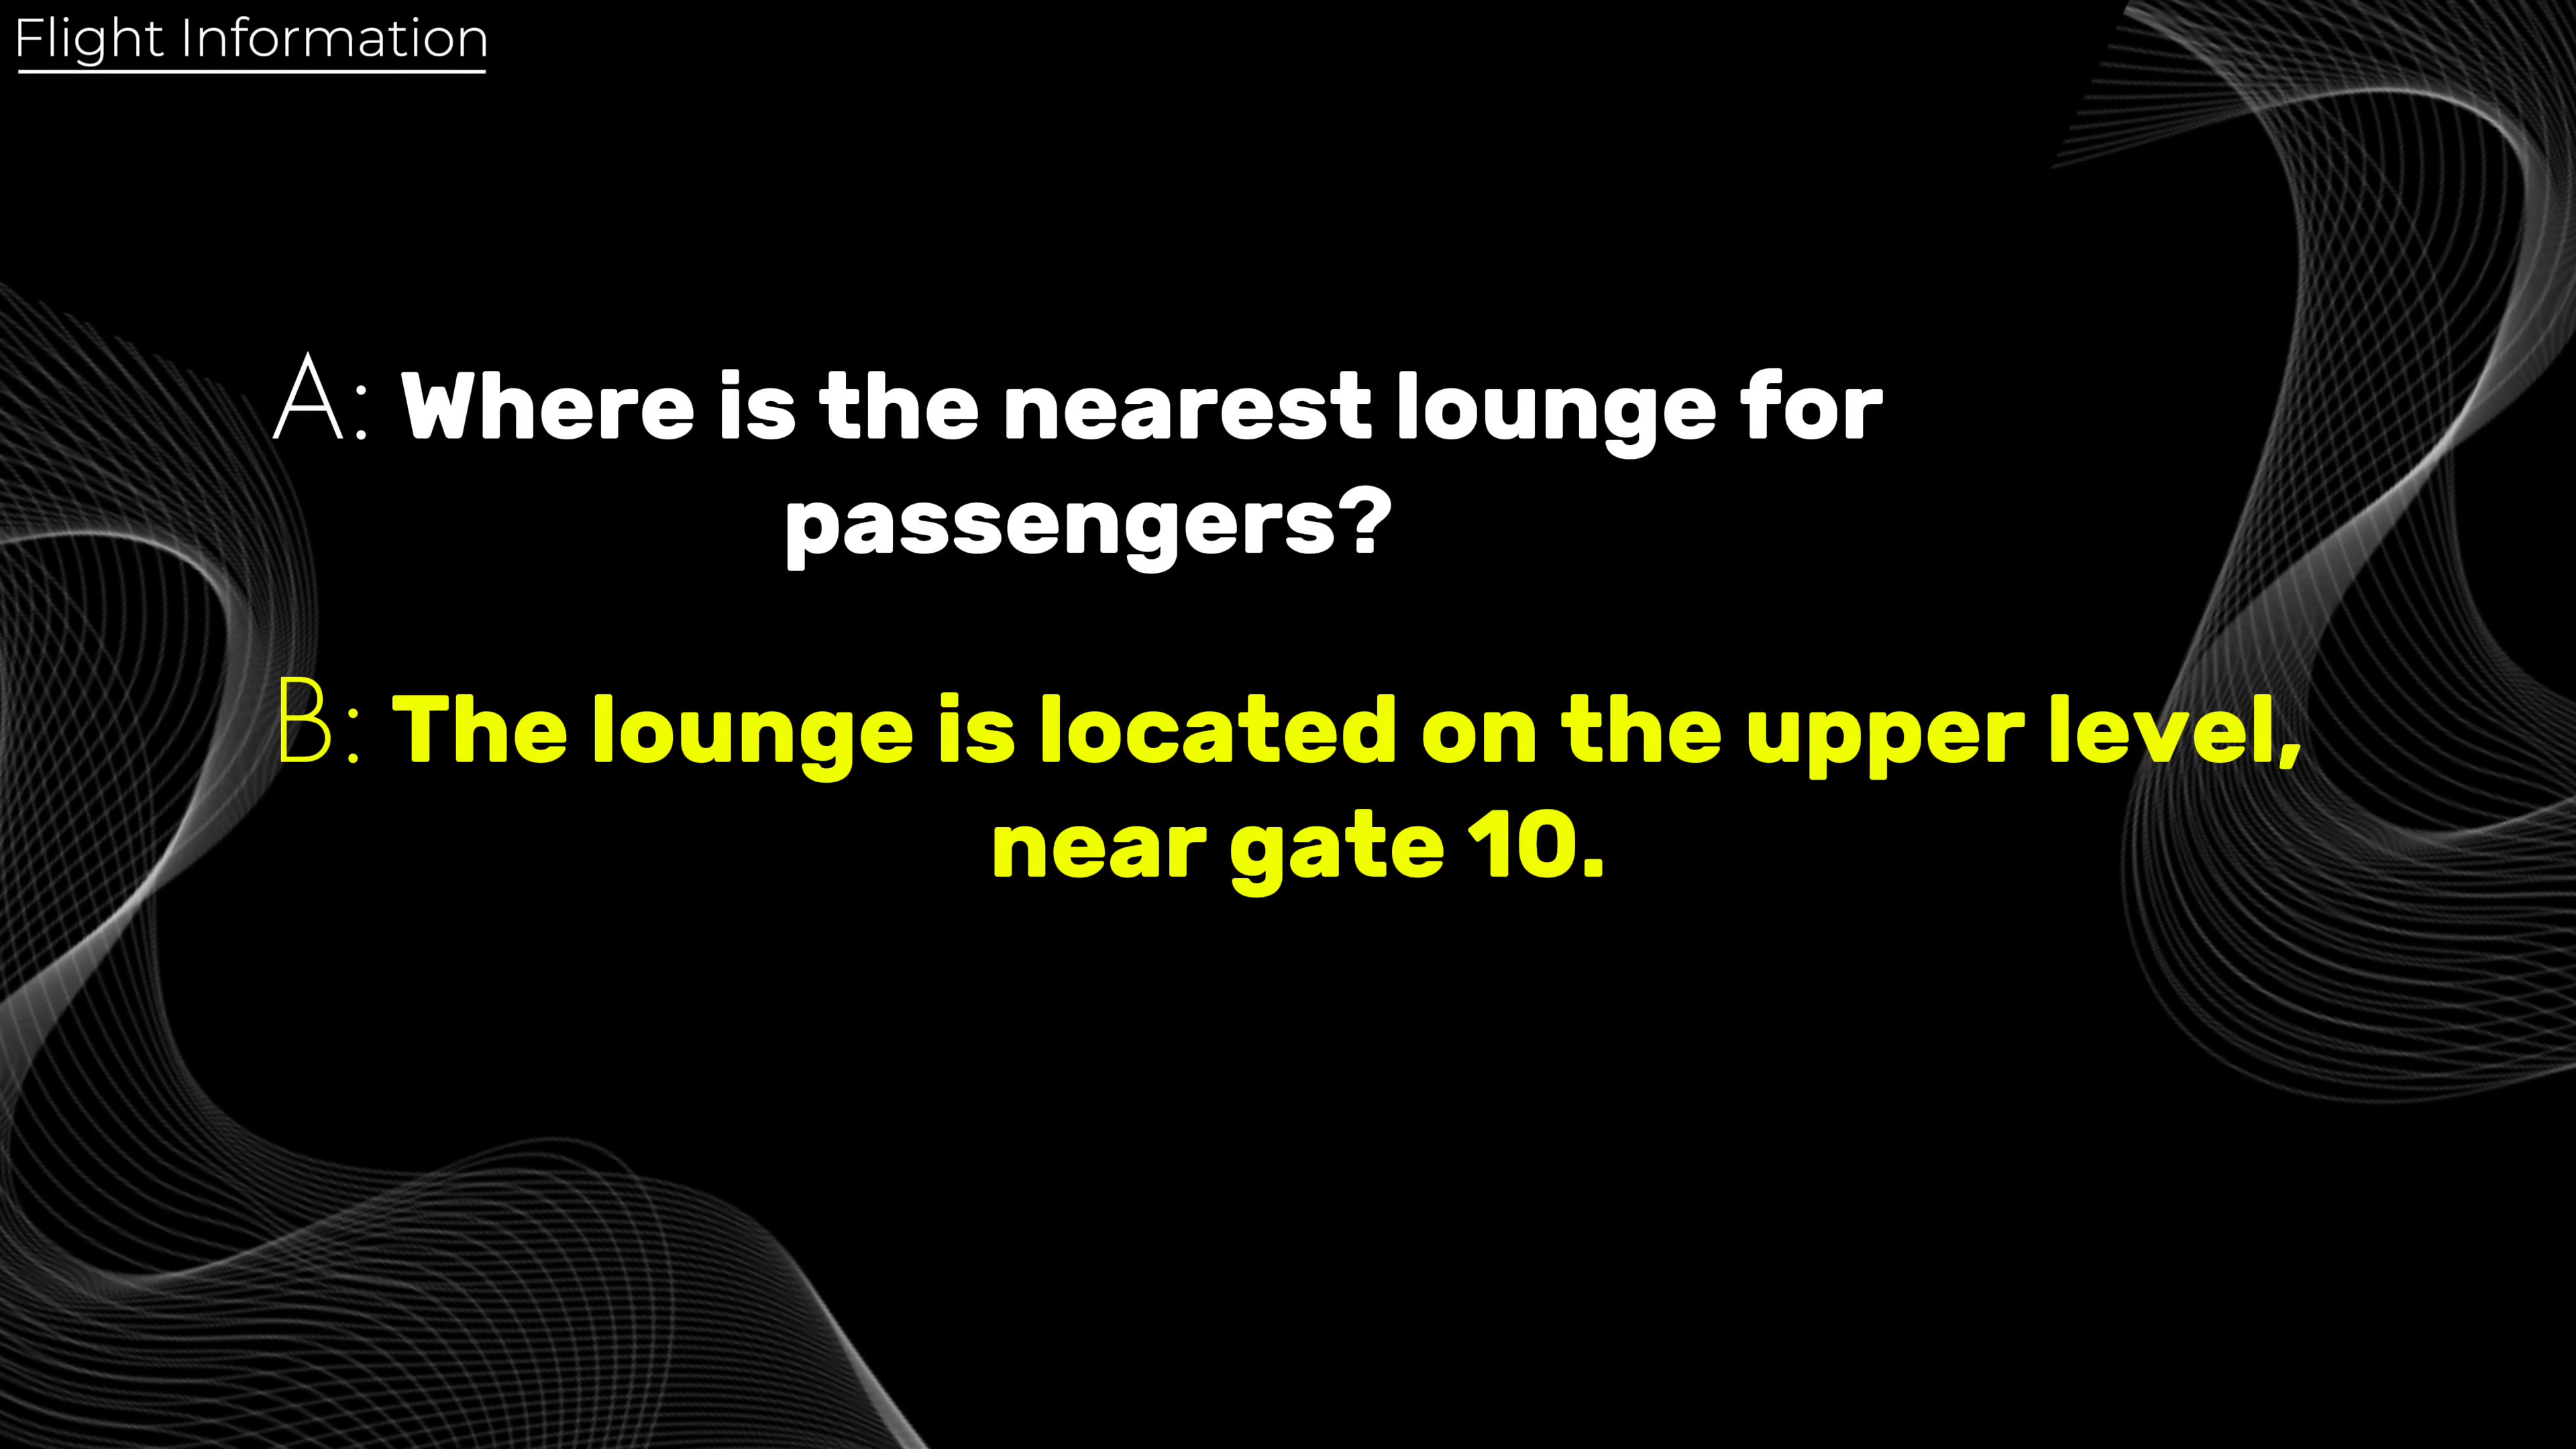 Flight Information
A: Where is the nearest lounge for
passengers?
B: The lounge is located on the upper level,
near gate 10.